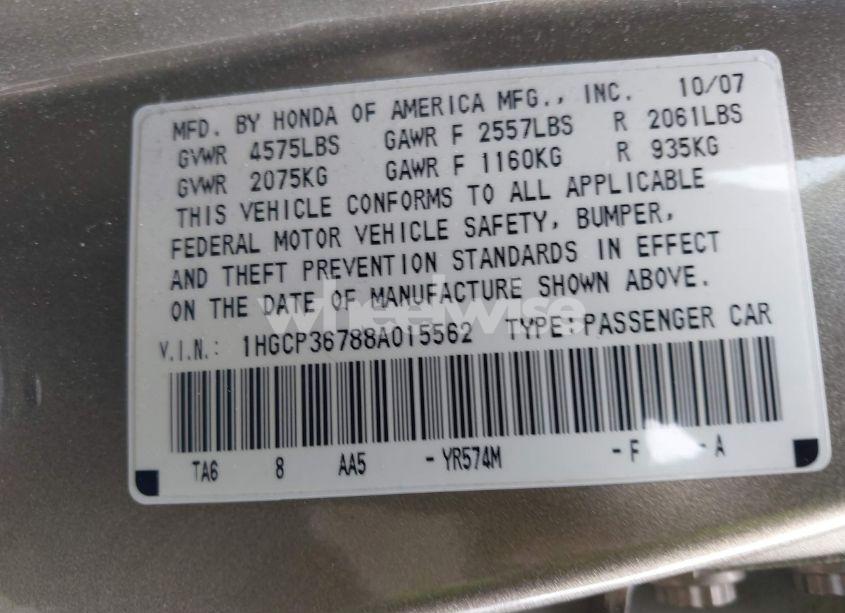 MFD. BY HONDA OF AMERICA MFG., INC. 10/07
GVWR 4575LBS GAWR F 2557LBS R 2061LBS
GVWR 2075KG GAWR F 1160KG R 935KG
THIS VEHICLE CONFORMS TO ALL APPLICABLE
FEDERAL MOTOR VEHICLE SAFETY, BUMPER,
AND THEFT PREVENTION STANDARDS IN EFFECT
ON THE DATE OF MANUFACTURE SHOWN ABOVE.
wheelwise
V.I.N.: 1HGCP36788A015562 TYPE:PASSENGER CAR
TA6 8 AA5 -YR574M -F -A